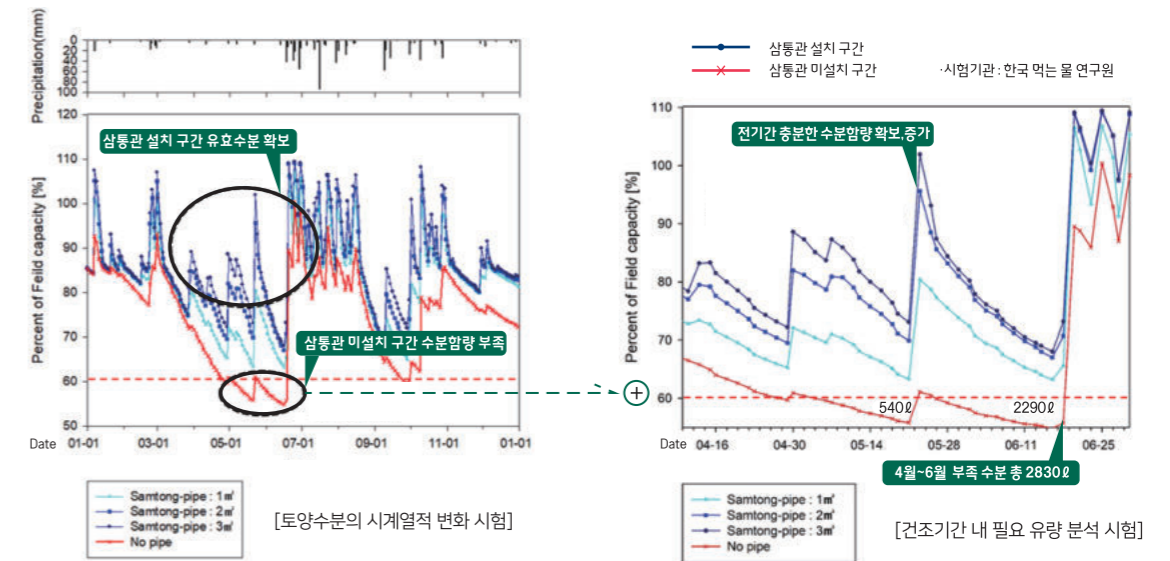 Precipitation(mm)
0
20
40
60
80
100
120
110
100
90
80
70
60
50
Percent of Feild capacity [%]
삼통관 설치 구간 유효수분 확보
삼통관 미설치 구간 수분함량 부족
Date 01-01 03-01 05-01 07-01 09-01 11-01 01-01
Samtong-pipe : 1㎥
Samtong-pipe : 2㎥
Samtong-pipe : 3㎥
No pipe
[토양수분의 시계열적 변화 시험]
삼통관 설치 구간
삼통관 미설치 구간 ·시험기관 : 한국 먹는 물 연구원
110
100
90
80
70
60
Percent of Field capacity [%]
전기간 충분한 수분함량 확보,증가
540ℓ 2290ℓ
Date 04-16 04-30 05-14 05-28 06-11 06-25
4월~6월 부족 수분 총 2830ℓ
Samtong-pipe : 1㎥
Samtong-pipe : 2㎥
Samtong-pipe : 3㎥
No pipe
[건조기간 내 필요 유량 분석 시험]